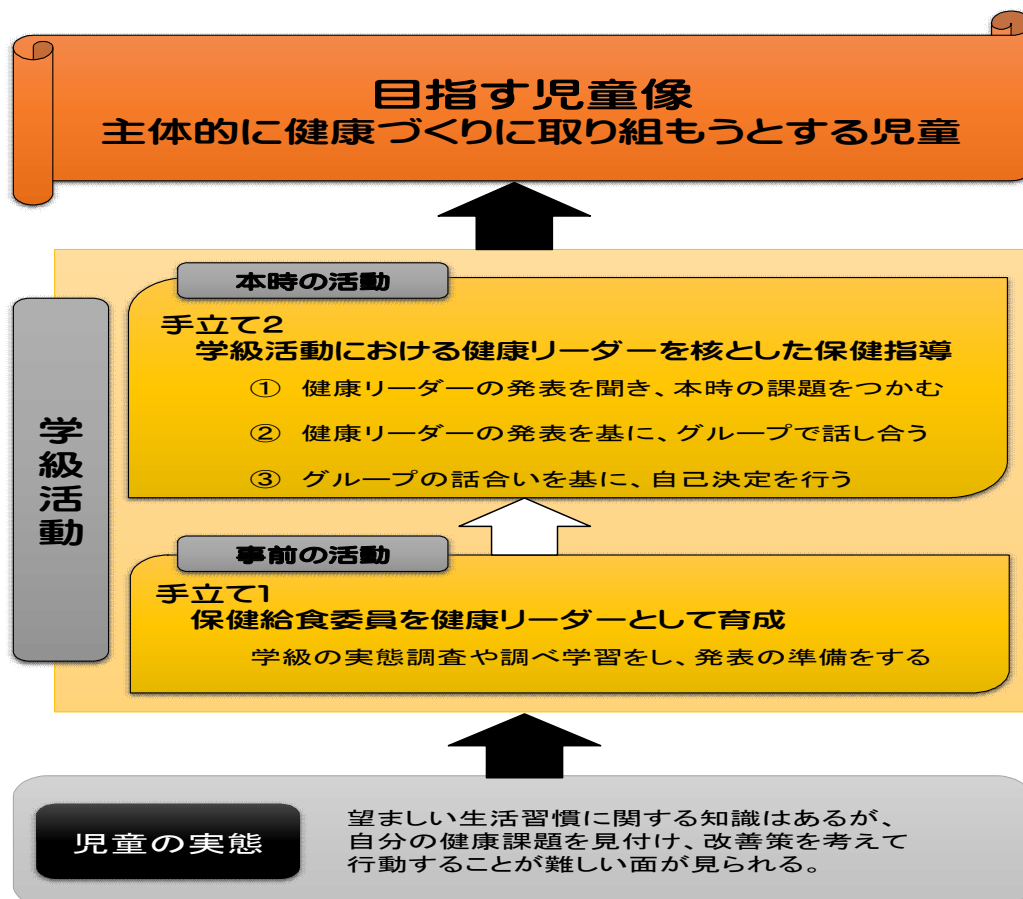 目指す児童像
主体的に健康づくりに取り組もうとする児童
学級活動
本時の活動
手立て2
学級活動における健康リーダーを核とした保健指導
① 健康リーダーの発表を聞き、本時の課題をつかむ
② 健康リーダーの発表を基に、グループで話し合う
③ グループの話合いを基に、自己決定を行う
事前の活動
手立て1
保健給食委員を健康リーダーとして育成
学級の実態調査や調べ学習をし、発表の準備をする
児童の実態
望ましい生活習慣に関する知識はあるが、
自分の健康課題を見付け、改善策を考えて
行動することが難しい面が見られる。